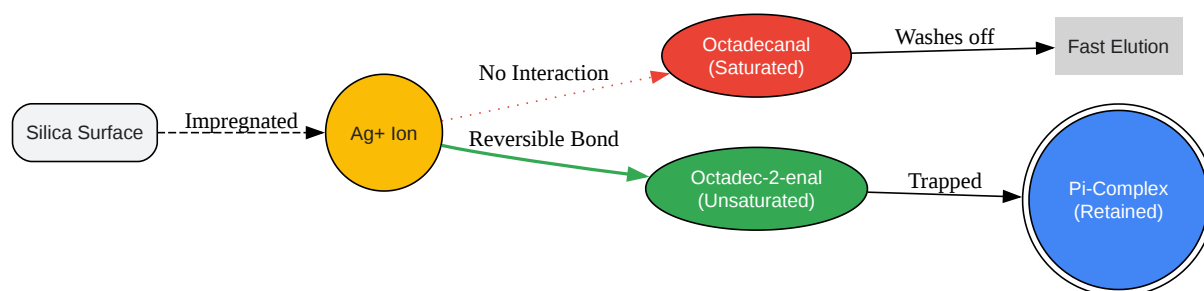 Silica Surface
Impregnated
Ag+ Ion
No Interaction
Octadecanal
(Saturated)
Washes off
Fast Elution
Reversible Bond
Octadec-2-enal
(Unsaturated)
Trapped
Pi-Complex
(Retained)